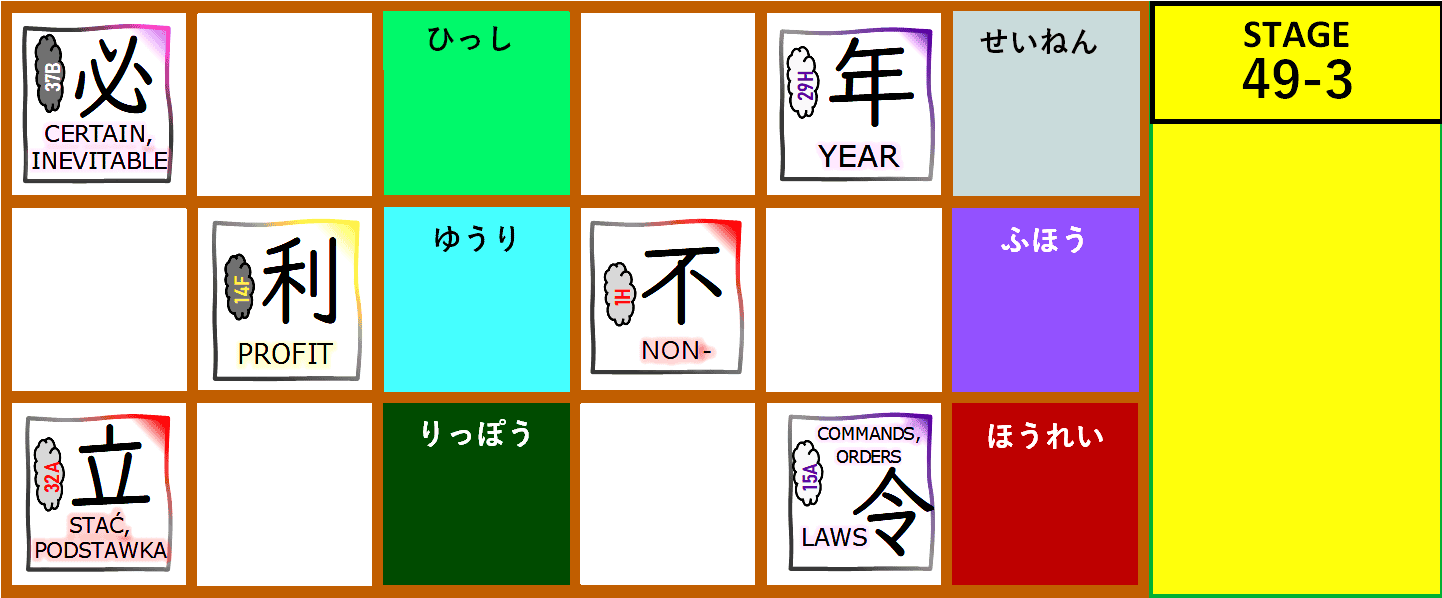 37B
必
CERTAIN,
INEVITABLE
ひっし
29H
年
YEAR
せいねん
STAGE
49-3
14F
利
PROFIT
ゆうり
1H
不
NON-
ふほう
32A
立
STAĆ,
PODSTAWKA
りっぽう
COMMANDS,
ORDERS
15A
令
LAWS
ほうれい